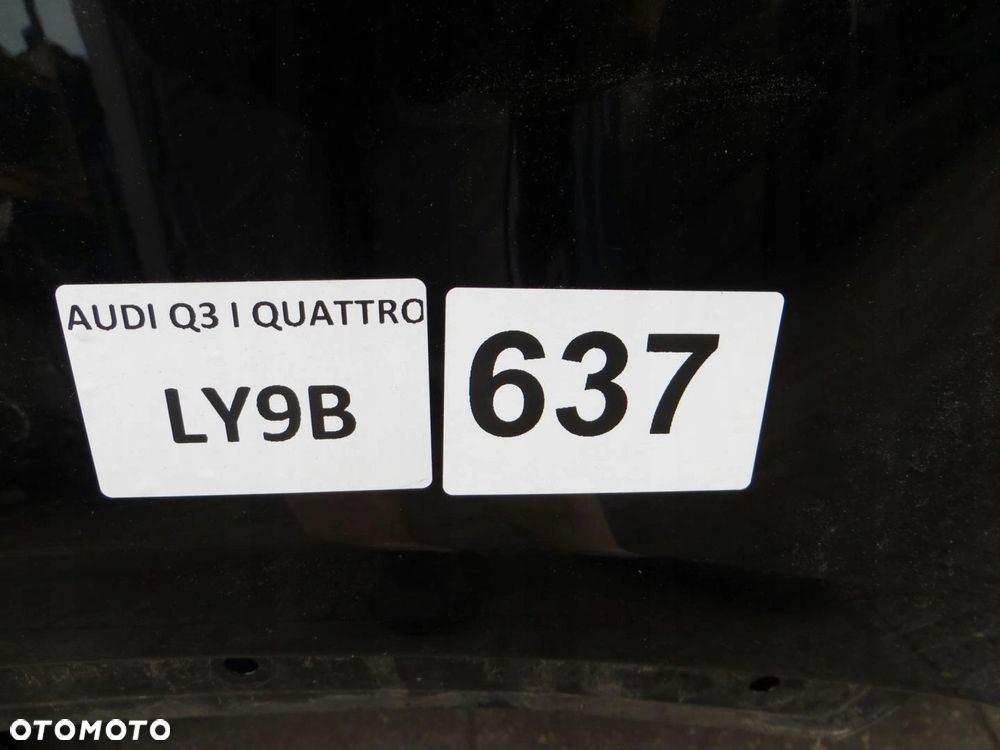 AUDI Q3 I QUATTRO
LY9B
637
OTOMOTO